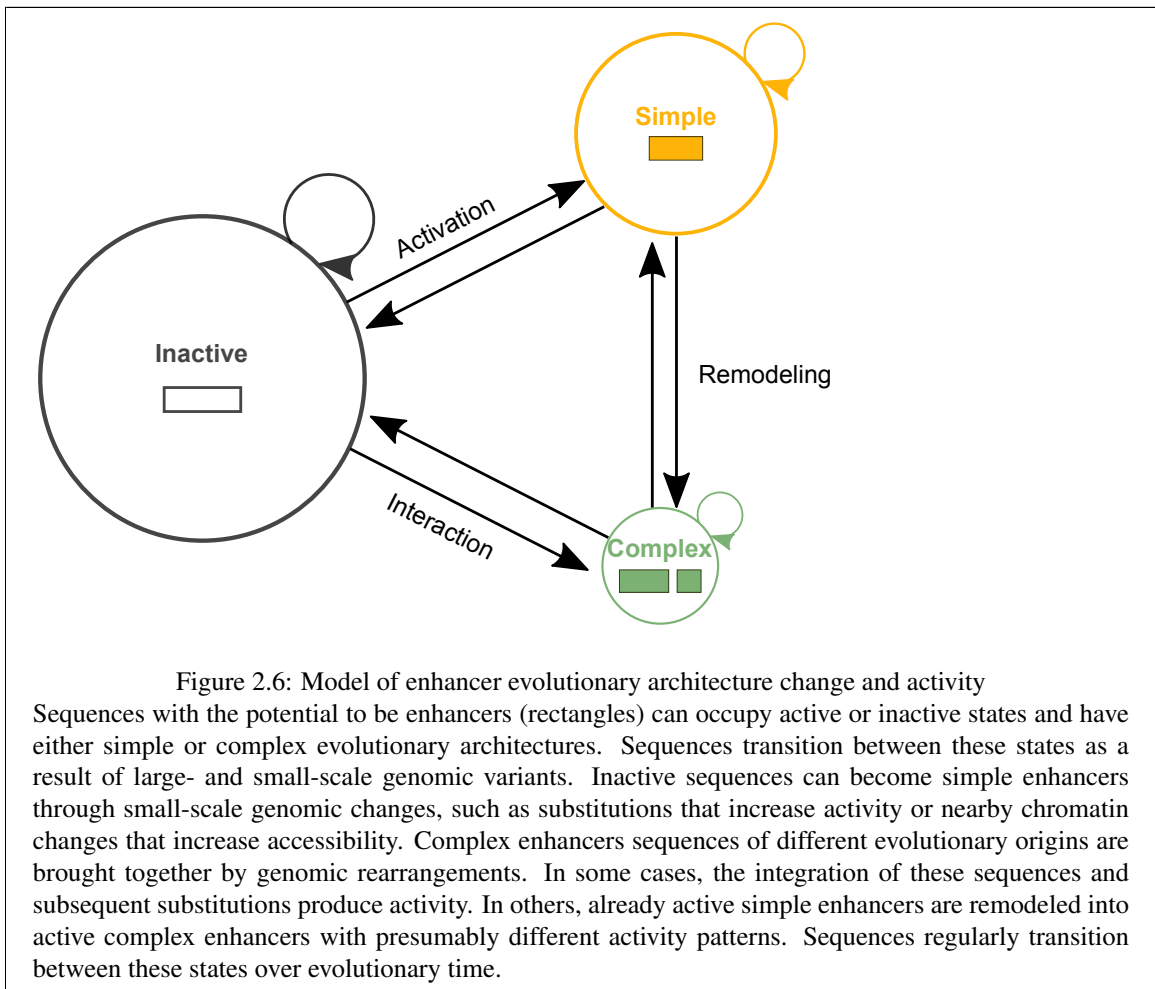 Simple
Activation
Inactive
Remodeling
Interaction
Complex
Figure 2.6: Model of enhancer evolutionary architecture change and activity
Sequences with the potential to be enhancers (rectangles) can occupy active or inactive states and have
either simple or complex evolutionary architectures. Sequences transition between these states as a
result of large- and small-scale genomic variants. Inactive sequences can become simple enhancers
through small-scale genomic changes, such as substitutions that increase activity or nearby chromatin
changes that increase accessibility. Complex enhancers sequences of different evolutionary origins are
brought together by genomic rearrangements. In some cases, the integration of these sequences and
subsequent substitutions produce activity. In others, already active simple enhancers are remodeled into
active complex enhancers with presumably different activity patterns. Sequences regularly transition
between these states over evolutionary time.